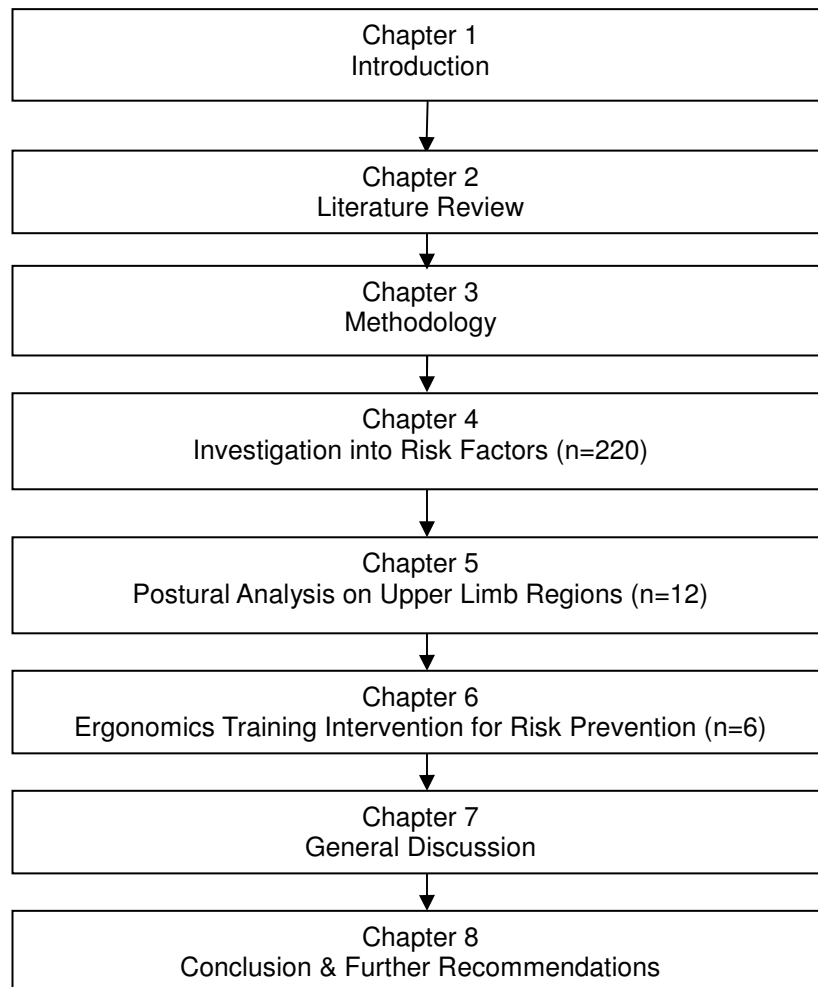 Chapter 1
Introduction
Chapter 2
Literature Review
Chapter 3
Methodology
Chapter 4
Investigation into Risk Factors (n=220)
Chapter 5
Postural Analysis on Upper Limb Regions (n=12)
Chapter 6
Ergonomics Training Intervention for Risk Prevention (n=6)
Chapter 7
General Discussion
Chapter 8
Conclusion & Further Recommendations